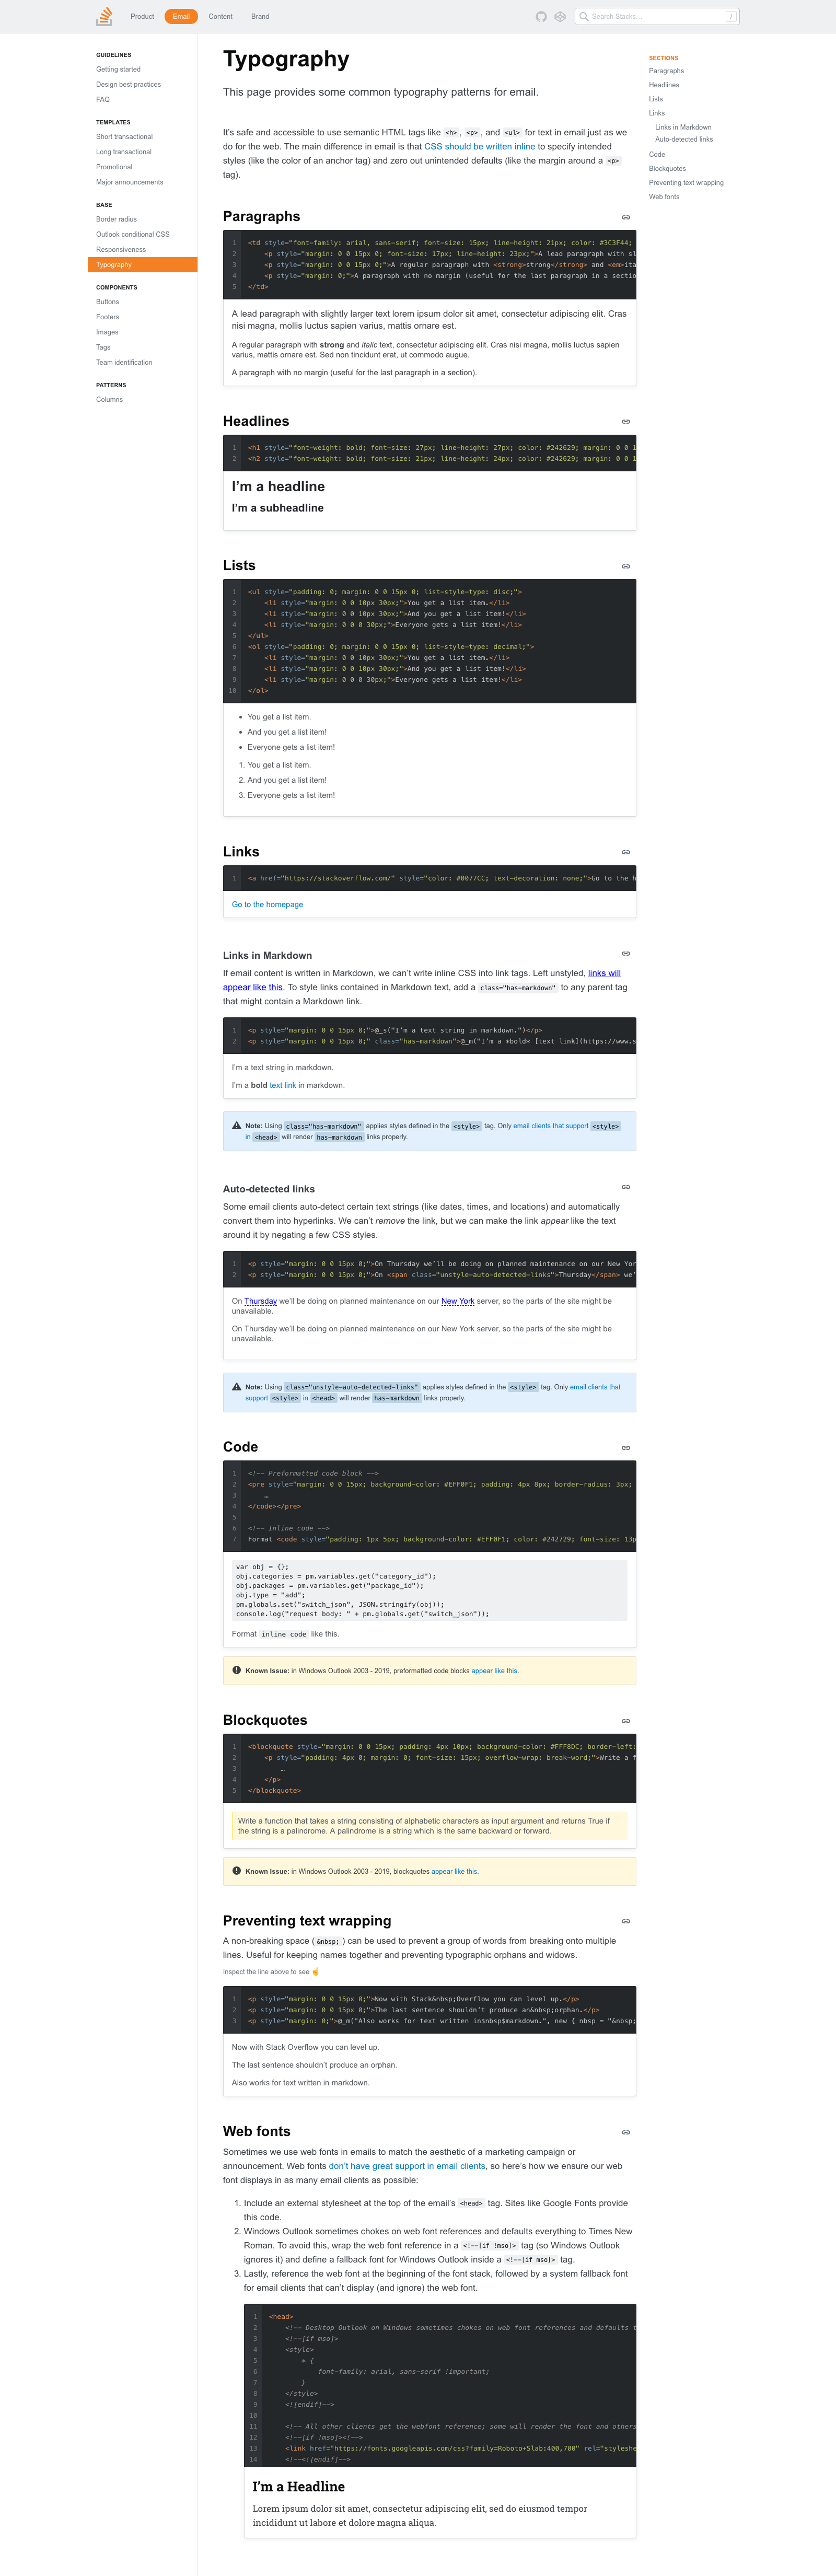 Product
Email
Content
Brand
Search Stacks…
/
GUIDELINES
Getting started
Design best practices
FAQ
TEMPLATES
Short transactional
Long transactional
Promotional
Major announcements
BASE
Border radius
Outlook conditional CSS
Responsiveness
Typography
COMPONENTS
Buttons
Footers
Images
Tags
Team identification
PATTERNS
Columns
Typography
This page provides some common typography patterns for email.
It's safe and accessible to use semantic HTML tags like <h>, <p>, and <ul> for text in email just as we
do for the web. The main difference in email is that CSS should be written inline to specify intended
styles (like the color of an anchor tag) and zero out unintended defaults (like the margin around a <p>
tag).
SECTIONS
Paragraphs
Headlines
Lists
Links
Links in Markdown
Auto-detected links
Code
Blockquotes
Preventing text wrapping
Web fonts
Paragraphs
1 <td style="font-family: arial, sans-serif; font-size: 15px; line-height: 21px; color: #3C3F44;
2 <p style="margin: 0 0 15px 0; font-size: 17px; line-height: 23px;">A lead paragraph with sl
3 <p style="margin: 0 0 15px 0;">A regular paragraph with <strong>strong</strong> and <em>ita
4 <p style="margin: 0;">A paragraph with no margin (useful for the last paragraph in a sectio
5 </td>
A lead paragraph with slightly larger text lorem ipsum dolor sit amet, consectetur adipiscing elit. Cras
nisi magna, mollis luctus sapien varius, mattis ornare est.
A regular paragraph with strong and italic text, consectetur adipiscing elit. Cras nisi magna, mollis luctus sapien
varius, mattis ornare est. Sed non tincidunt erat, ut commodo augue.
A paragraph with no margin (useful for the last paragraph in a section).
Headlines
1 <h1 style="font-weight: bold; font-size: 27px; line-height: 27px; color: #242629; margin: 0 0 1
2 <h2 style="font-weight: bold; font-size: 21px; line-height: 24px; color: #242629; margin: 0 0 1
I'm a headline
I'm a subheadline
Lists
1 <ul style="padding: 0; margin: 0 0 15px 0; list-style-type: disc;">
2 <li style="margin: 0 0 10px 30px;">You get a list item.</li>
3 <li style="margin: 0 0 10px 30px;">And you get a list item!</li>
4 <li style="margin: 0 0 0 30px;">Everyone gets a list item!</li>
5 </ul>
6 <ol style="padding: 0; margin: 0 0 15px 0; list-style-type: decimal;">
7 <li style="margin: 0 0 10px 30px;">You get a list item.</li>
8 <li style="margin: 0 0 10px 30px;">And you get a list item!</li>
9 <li style="margin: 0 0 0 30px;">Everyone gets a list item!</li>
10 </ol>
• You get a list item.
• And you get a list item!
• Everyone gets a list item!
1. You get a list item.
2. And you get a list item!
3. Everyone gets a list item!
Links
1 <a href="https://stackoverflow.com/" style="color: #0077CC; text-decoration: none;">Go to the h
Go to the homepage
Links in Markdown
If email content is written in Markdown, we can't write inline CSS into link tags. Left unstyled, links will
appear like this. To style links contained in Markdown text, add a class="has-markdown" to any parent tag
that might contain a Markdown link.
1 <p style="margin: 0 0 15px 0;">@_s("I'm a text string in markdown.")</p>
2 <p style="margin: 0 0 15px 0;" class="has-markdown">@_m("I'm a *bold* [text link](https://www.s
I'm a text string in markdown.
I'm a bold text link in markdown.
Note: Using class="has-markdown" applies styles defined in the <style> tag. Only email clients that support <style>
in <head> will render has-markdown links properly.
Auto-detected links
Some email clients auto-detect certain text strings (like dates, times, and locations) and automatically
convert them into hyperlinks. We can't remove the link, but we can make the link appear like the text
around it by negating a few CSS styles.
1 <p style="margin: 0 0 15px 0;">On Thursday we'll be doing on planned maintenance on our New Yor
2 <p style="margin: 0 0 15px 0;">On <span class="unstyle-auto-detected-links">Thursday</span> we'
On Thursday we'll be doing on planned maintenance on our New York server, so the parts of the site might be
unavailable.
On Thursday we'll be doing on planned maintenance on our New York server, so the parts of the site might be
unavailable.
Note: Using class="unstyle-auto-detected-links" applies styles defined in the <style> tag. Only email clients that
support <style> in <head> will render has-markdown links properly.
Code
1 <!-- Preformatted code block -->
2 <pre style="margin: 0 0 15px; background-color: #EFF0F1; padding: 4px 8px; border-radius: 3px;
3 …
4 </code></pre>
5
6 <!-- Inline code -->
7 Format <code style="padding: 1px 5px; background-color: #EFF0F1; color: #242729; font-size: 13p
var obj = {};
obj.categories = pm.variables.get("category_id");
obj.packages = pm.variables.get("package_id");
obj.type = "add";
pm.globals.set("switch_json", JSON.stringify(obj));
console.log("request body: " + pm.globals.get("switch_json"));
Format inline code like this.
Known Issue: in Windows Outlook 2003 - 2019, preformatted code blocks appear like this.
Blockquotes
1 <blockquote style="margin: 0 0 15px; padding: 4px 10px; background-color: #FFF8DC; border-left:
2 <p style="padding: 4px 0; margin: 0; font-size: 15px; overflow-wrap: break-word;">Write a f
3 …
4 </p>
5 </blockquote>
Write a function that takes a string consisting of alphabetic characters as input argument and returns True if
the string is a palindrome. A palindrome is a string which is the same backward or forward.
Known Issue: in Windows Outlook 2003 - 2019, blockquotes appear like this.
Preventing text wrapping
A non-breaking space ( &nbsp; ) can be used to prevent a group of words from breaking onto multiple
lines. Useful for keeping names together and preventing typographic orphans and widows.
Inspect the line above to see ☝
1 <p style="margin: 0 0 15px 0;">Now with Stack&nbsp;Overflow you can level up.</p>
2 <p style="margin: 0 0 15px 0;">The last sentence shouldn't produce an&nbsp;orphan.</p>
3 <p style="margin: 0;">@_m("Also works for text written in$nbsp$markdown.", new { nbsp = "&nbsp;
Now with Stack Overflow you can level up.
The last sentence shouldn't produce an orphan.
Also works for text written in markdown.
Web fonts
Sometimes we use web fonts in emails to match the aesthetic of a marketing campaign or
announcement. Web fonts don't have great support in email clients, so here's how we ensure our web
font displays in as many email clients as possible:
1. Include an external stylesheet at the top of the email's <head> tag. Sites like Google Fonts provide
this code.
2. Windows Outlook sometimes chokes on web font references and defaults everything to Times New
Roman. To avoid this, wrap the web font reference in a <!--[if !mso]> tag (so Windows Outlook
ignores it) and define a fallback font for Windows Outlook inside a <!--[if mso]> tag.
3. Lastly, reference the web font at the beginning of the font stack, followed by a system fallback font
for email clients that can't display (and ignore) the web font.
1 <head>
2 <!-- Desktop Outlook on Windows sometimes chokes on web font references and defaults t
3 <!--[if mso]>
4 <style>
5 * {
6 font-family: arial, sans-serif !important;
7 }
8 </style>
9 <![endif]-->
10
11 <!-- All other clients get the webfont reference; some will render the font and others
12 <!--[if !mso]><!-->
13 <link href="https://fonts.googleapis.com/css?family=Roboto+Slab:400,700" rel="styleshe
14 <!--<![endif]-->
I'm a Headline
Lorem ipsum dolor sit amet, consectetur adipiscing elit, sed do eiusmod tempor
incididunt ut labore et dolore magna aliqua.